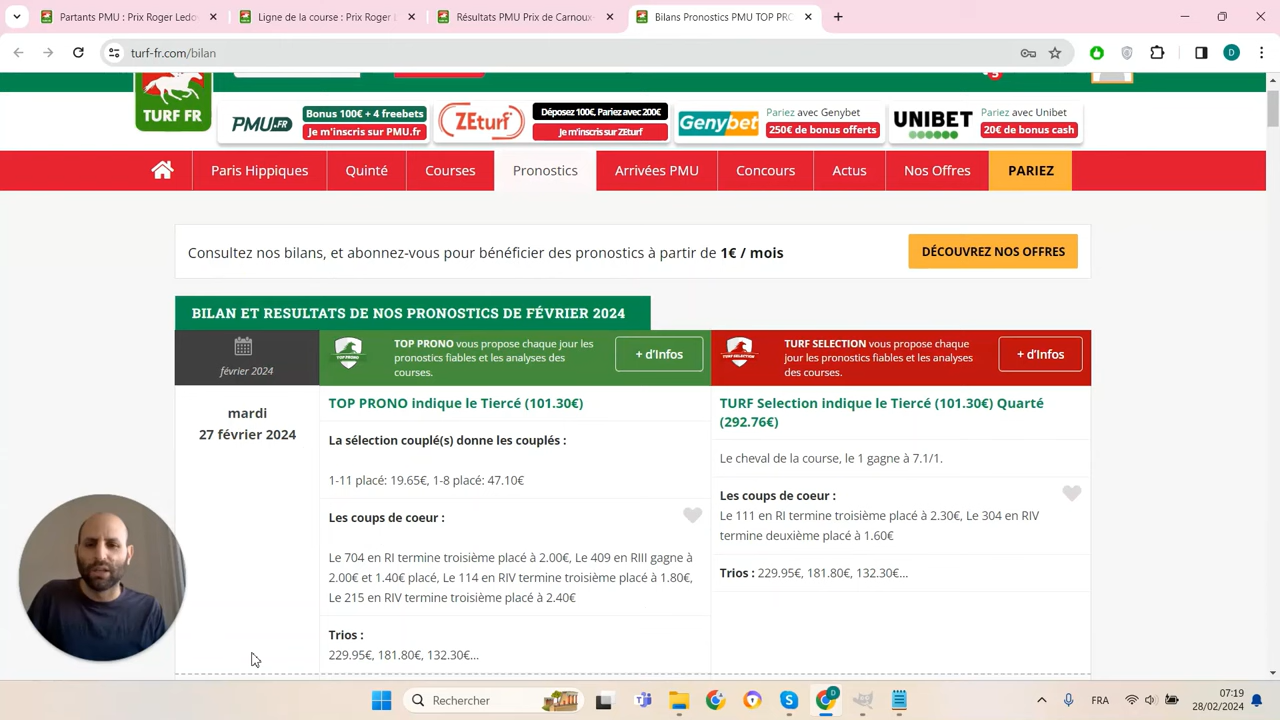 Partants PMU : Prix Roger Ledo
Ligne de la course : Prix Roger
Résultats PMU Prix de Carnoux-
Bilans Pronostics PMU TOP PRO
turf-fr.com/bilan
D
TURF FR
PMU.FR
Bonus 100€ + 4 freebets
Je m'inscris sur PMU.fr
ZEturf
Déposez 100€, Pariez avec 200€
Je m'inscris sur ZEturf
Genybet
Pariez avec Genybet
250€ de bonus offerts
UNIBET
Pariez avec Unibet
20€ de bonus cash
Paris Hippiques
Quinté
Courses
Pronostics
Arrivées PMU
Concours
Actus
Nos Offres
PARIEZ
Consultez nos bilans, et abonnez-vous pour bénéficier des pronostics à partir de 1€ / mois
DÉCOUVREZ NOS OFFRES
BILAN ET RESULTATS DE NOS PRONOSTICS DE FÉVRIER 2024
février 2024
TOP PRONO
TOP PRONO vous propose chaque jour les
pronostics fiables et les analyses des
courses.
+ d'Infos
TURF SELECTION
TURF SELECTION vous propose chaque
jour les pronostics fiables et les analyses
des courses.
+ d'Infos
mardi
27 février 2024
TOP PRONO indique le Tiercé (101.30€)
La sélection couplé(s) donne les couplés :
1-11 placé: 19.65€, 1-8 placé: 47.10€
Les coups de coeur :
Le 704 en RI termine troisième placé à 2.00€, Le 409 en RIII gagne à
2.00€ et 1.40€ placé, Le 114 en RIV termine troisième placé à 1.80€,
Le 215 en RIV termine troisième placé à 2.40€
Trios :
229.95€, 181.80€, 132.30€...
TURF Selection indique le Tiercé (101.30€) Quarté
(292.76€)
Le cheval de la course, le 1 gagne à 7.1/1.
Les coups de coeur :
Le 111 en RI termine troisième placé à 2.30€, Le 304 en RIV
termine deuxième placé à 1.60€
Trios : 229.95€, 181.80€, 132.30€...
Rechercher
D
FRA
07:19
28/02/2024